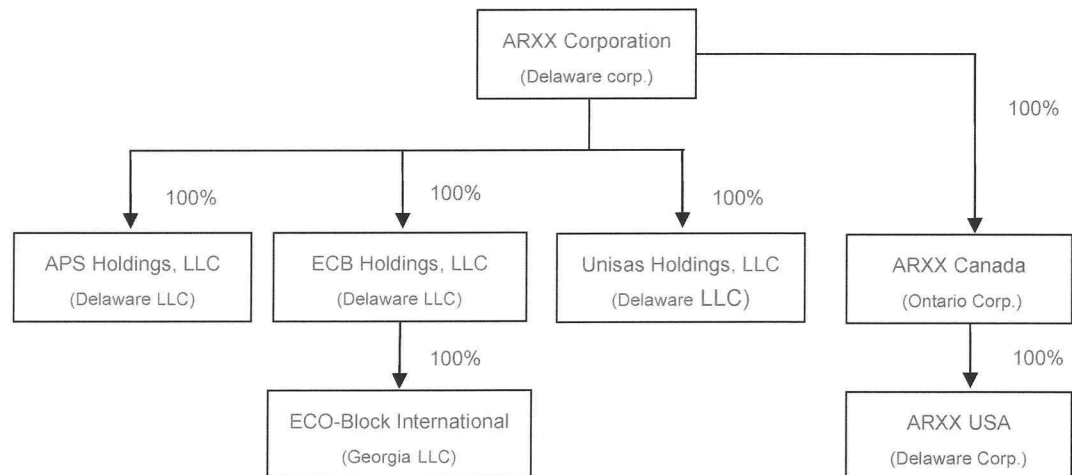 ARXX Corporation
(Delaware corp.)
100%
100%
100%
100%
APS Holdings, LLC
(Delaware LLC)
ECB Holdings, LLC
(Delaware LLC)
Unisas Holdings, LLC
(Delaware LLC)
ARXX Canada
(Ontario Corp.)
100%
100%
ECO-Block International
(Georgia LLC)
ARXX USA
(Delaware Corp.)